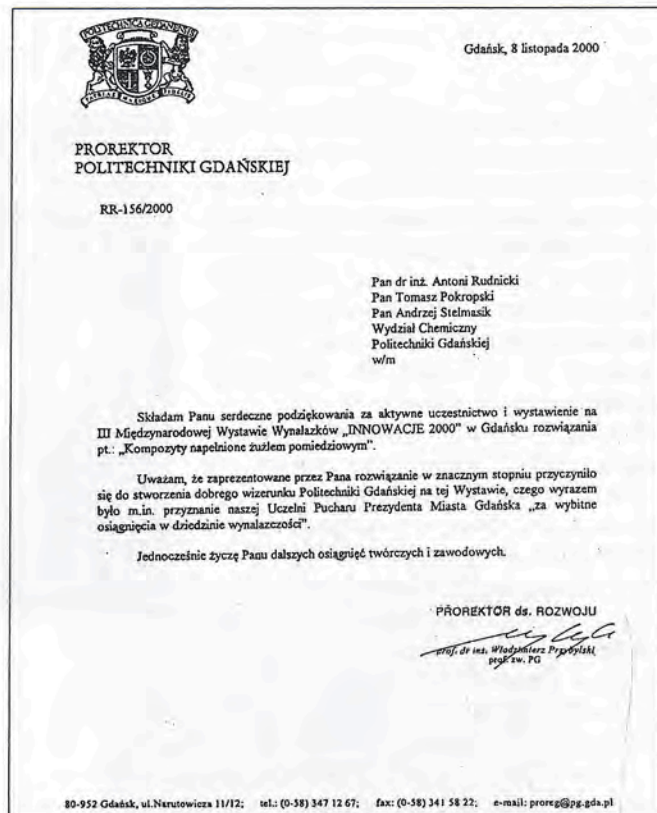 POLITECHNICA GEDANENSIS
PATRIAE MARIQUE FIDELIS
Gdańsk, 8 listopada 2000
PROREKTOR
POLITECHNIKI GDAŃSKIEJ
RR-156/2000
Pan dr inż. Antoni Rudnicki
Pan Tomasz Pokropski
Pan Andrzej Stelmasik
Wydział Chemiczny
Politechniki Gdańskiej
w/m
Składam Panu serdeczne podziękowania za aktywne uczestnictwo i wystawienie na
III Międzynarodowej Wystawie Wynalazków „INNOWACJE 2000” w Gdańsku rozwiązania
pt.: „Kompozyty napełnione żużlem pomiedziowym”.
Uważam, że zaprezentowane przez Pana rozwiązanie w znacznym stopniu przyczyniło
się do stworzenia dobrego wizerunku Politechniki Gdańskiej na tej Wystawie, czego wyrazem
było m.in. przyznanie naszej Uczelni Pucharu Prezydenta Miasta Gdańska „za wybitne
osiągnięcia w dziedzinie wynalazczości”.
Jednocześnie życzę Panu dalszych osiągnięć twórczych i zawodowych.
PROREKTOR ds. ROZWOJU
prof. dr inż. Włodzimierz Przybylski
prof. zw. PG
80-952 Gdańsk, ul.Narutowicza 11/12; tel.: (0-58) 347 12 67; fax: (0-58) 341 58 22; e-mail: proreg@pg.gda.pl